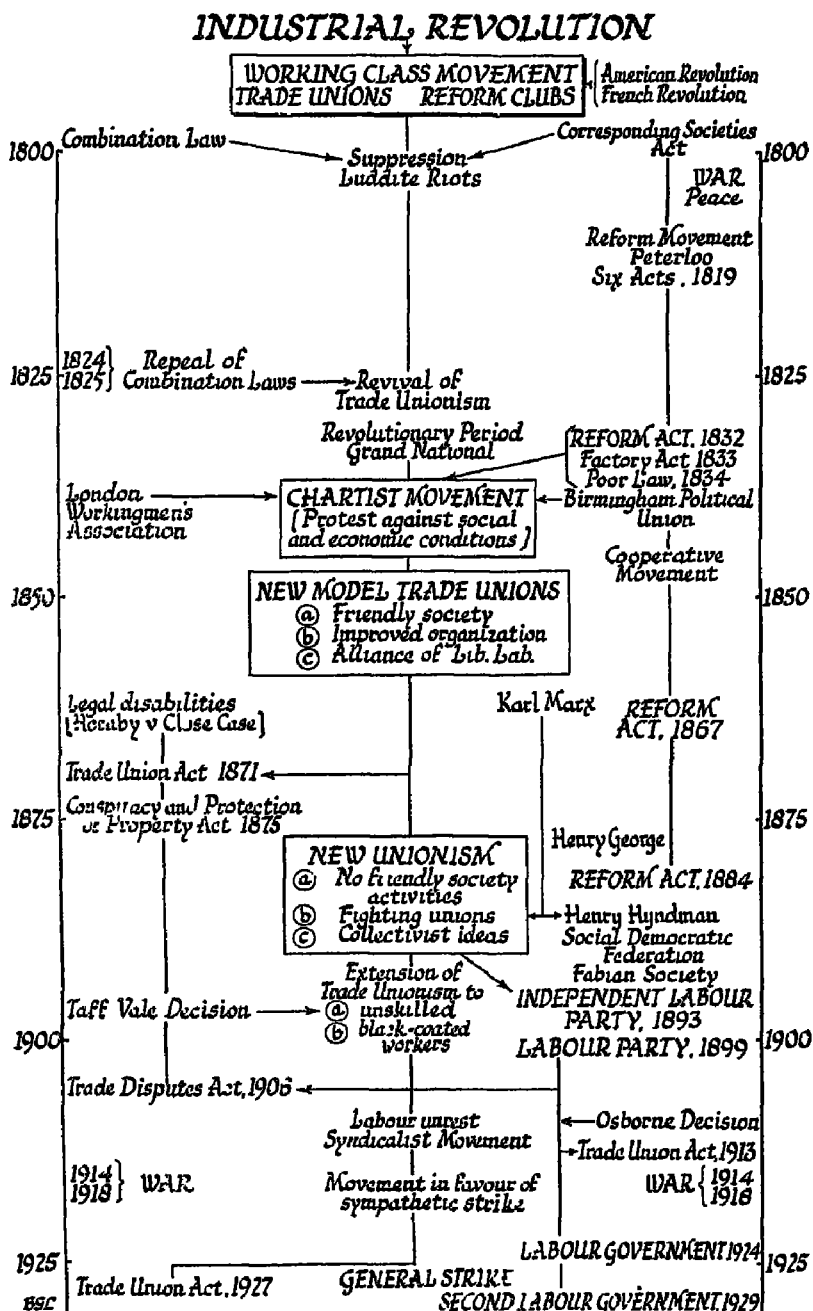 INDUSTRIAL REVOLUTION
WORKING CLASS MOVEMENT
TRADE UNIONS REFORM CLUBS
American Revolution
French Revolution
Combination Law
Corresponding Societies
Act
1800
1800
Suppression
Luddite Riots
WAR
Peace
Reform Movement
Peterloo
Six Acts, 1819
1824
1825
Repeal of
Combination Laws
1825
1825
Revival of
Trade Unionism
Revolutionary Period
Grand National
REFORM ACT, 1832
Factory Act 1833
Poor Law, 1834
London
Workingmen's
Association
CHARTIST MOVEMENT
[Protest against social
and economic conditions]
Birmingham Political
Union
Cooperative
Movement
1850
1850
NEW MODEL TRADE UNIONS
(a) Friendly society
(b) Improved organization
(c) Alliance of Lib. Lab.
Legal disabilities
[Hornby v Close Case]
Karl Marx
REFORM
ACT, 1867
Trade Union Act 1871
Conspiracy and Protection
of Property Act 1875
1875
1875
Henry George
NEW UNIONISM
(a) No friendly society
activities
(b) Fighting unions
(c) Collectivist ideas
REFORM ACT, 1884
Henry Hyndman
Social Democratic
Federation
Fabian Society
Extension of
Trade Unionism to
(a) unskilled
(b) black-coated
workers
Taff Vale Decision
INDEPENDENT LABOUR
PARTY, 1893
1900
1900
LABOUR PARTY, 1899
Trade Disputes Act, 1906
Labour unrest
Syndicalist Movement
Osborne Decision
Trade Union Act, 1913
1914
1918
WAR
Movement in favour of
sympathetic strike
WAR
1914
1918
LABOUR GOVERNMENT 1924
1925
1925
Trade Union Act, 1927
GENERAL STRIKE
SECOND LABOUR GOVERNMENT, 1929
BSC